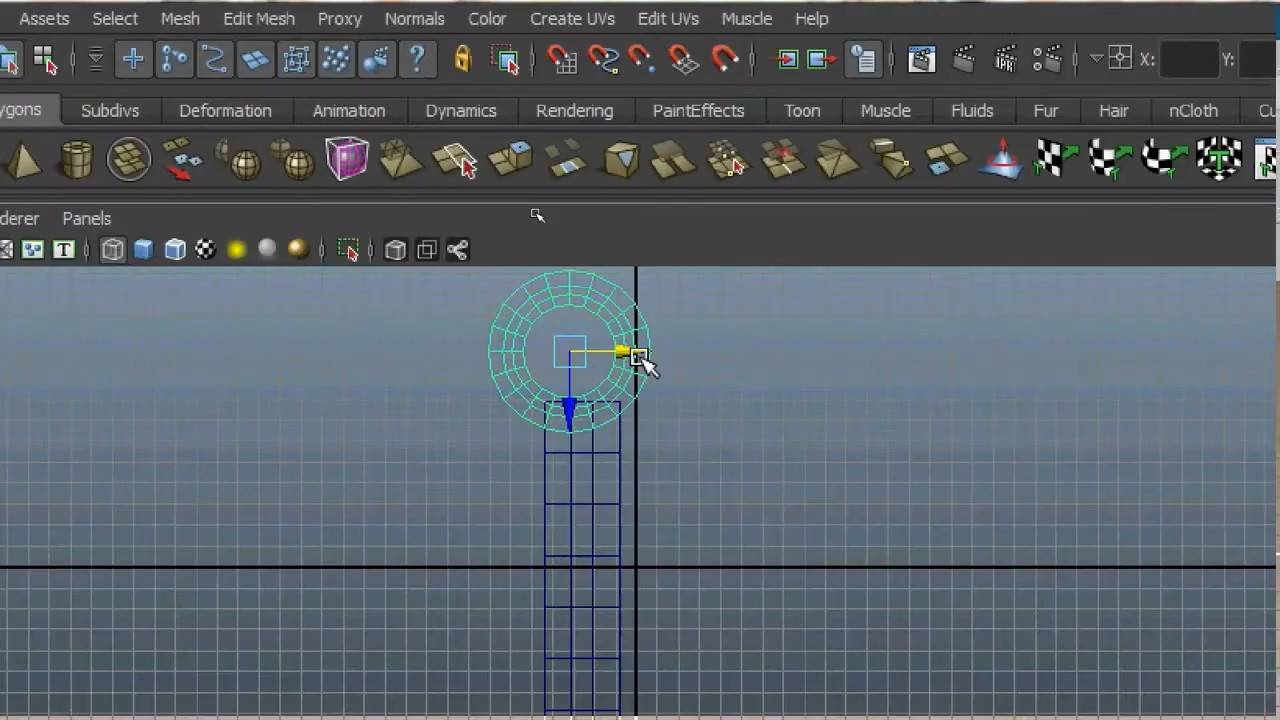 Assets Select Mesh Edit Mesh Proxy Normals Color Create UVs Edit UVs Muscle Help
? IPR X: Y:
ygons Subdivs Deformation Animation Dynamics Rendering PaintEffects Toon Muscle Fluids Fur Hair nCloth Cu
T
derer Panels
T